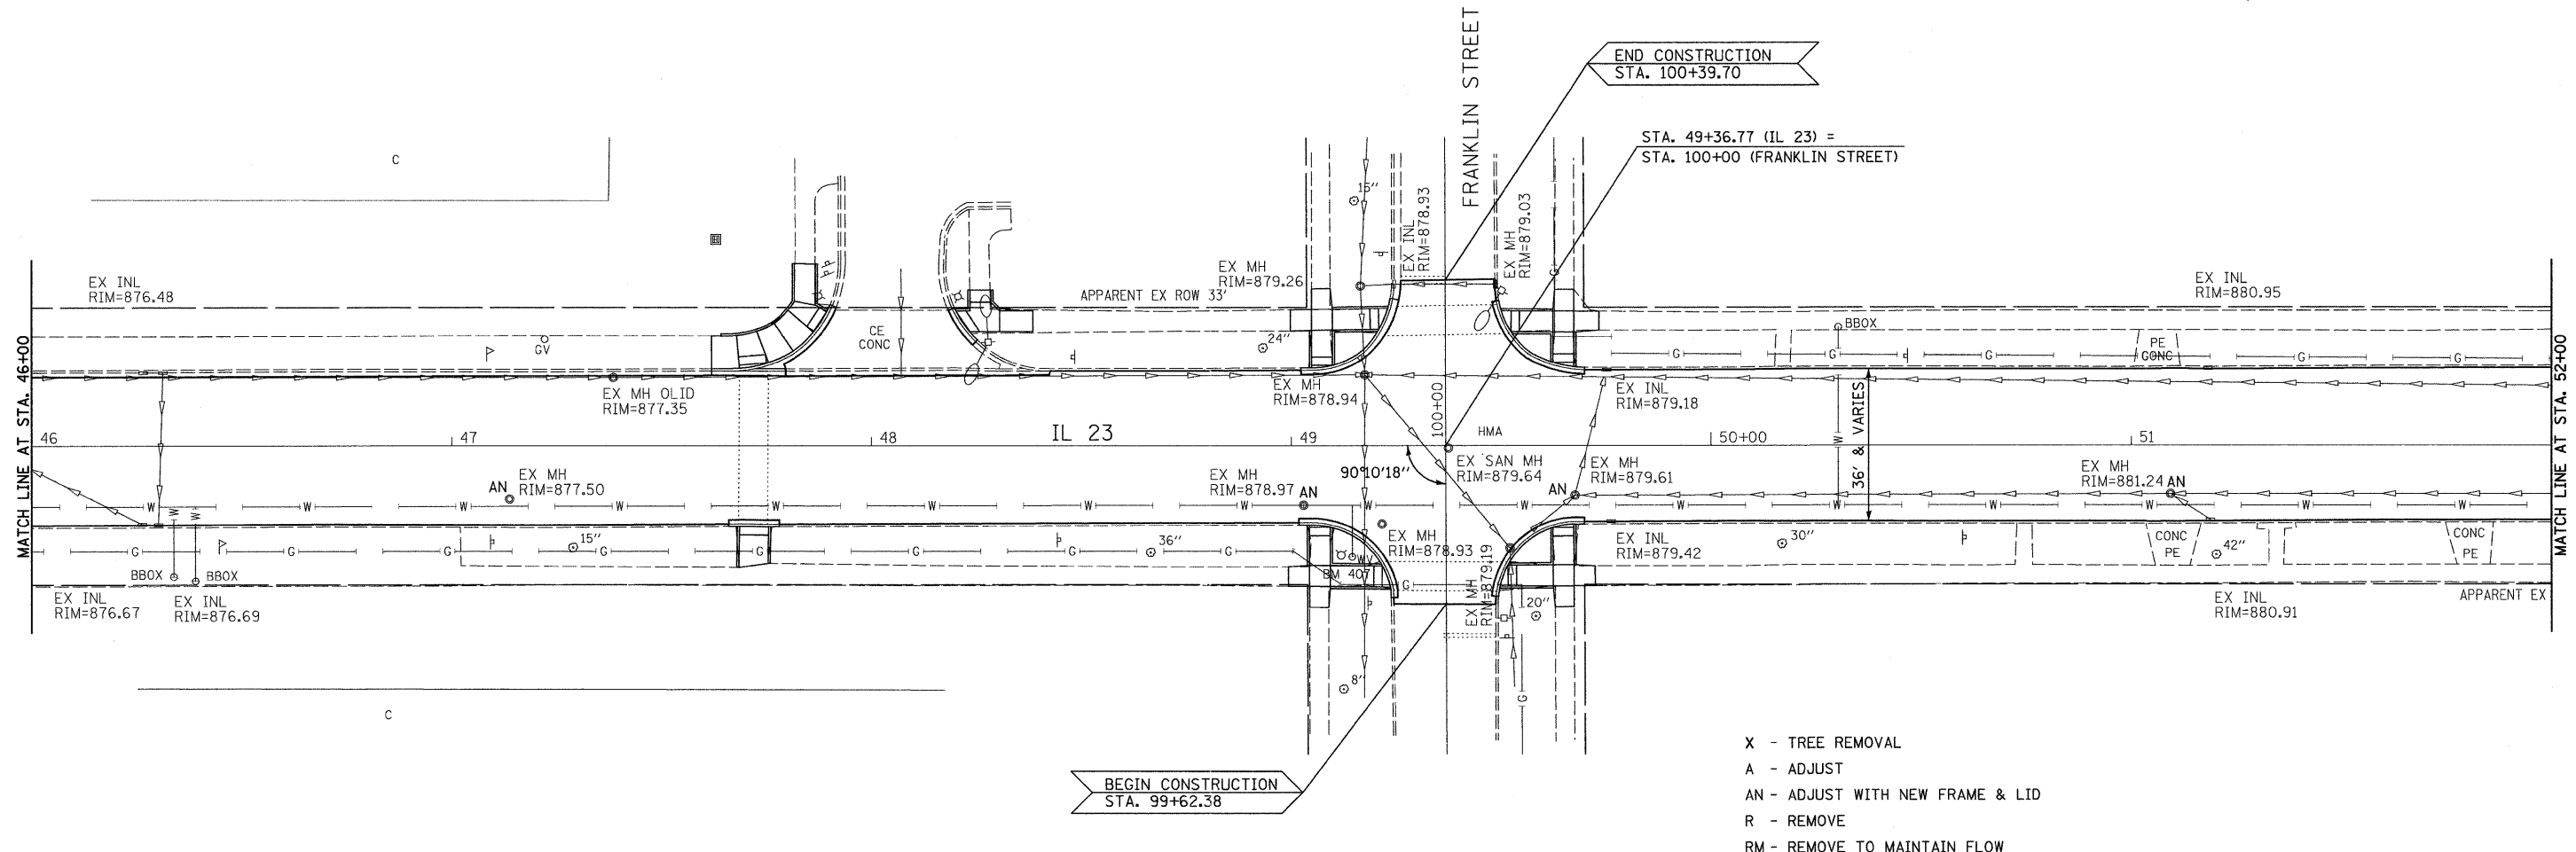 FRANKLIN STREET
END CONSTRUCTION
STA. 100+39.70
STA. 49+36.77 (IL 23) =
STA. 100+00 (FRANKLIN STREET)
C
15"
EX INL
RIM=878.93
EX MH
RIM=879.03
G
EX INL
RIM=876.48
EX MH
RIM=879.26
APPARENT EX ROW 33'
EX INL
RIM=880.95
MATCH LINE AT STA. 46+00
GV
CE
CONC
24"
BBOX
PE
CONC
G G G G G
MATCH LINE AT STA. 52+00
EX MH OLID
RIM=877.35
EX MH
RIM=878.94
EX INL
RIM=879.18
36' & VARIES
100+00
HMA
W
46 47 48 IL 23 49 50+00 51
90°10'18"
EX SAN MH
RIM=879.64
EX MH
RIM=879.61
AN
EX MH
RIM=877.50
AN
EX MH
RIM=878.97
AN
EX MH
RIM=881.24
AN
W W W W W W W W W W W W W W W
W W
G G G G G G G G
15"
36"
WV
BM 407
EX MH
RIM=878.93
G
EX MH
RIM=879.19
EX INL
RIM=879.42
30"
CONC
PE
42"
CONC
PE
BBOX
BBOX
EX INL
RIM=876.67
EX INL
RIM=876.69
20"
EX INL
RIM=880.91
APPARENT EX
8"
G
C
BEGIN CONSTRUCTION
STA. 99+62.38
X - TREE REMOVAL
A - ADJUST
AN - ADJUST WITH NEW FRAME & LID
R - REMOVE
RM - REMOVE TO MAINTAIN FLOW